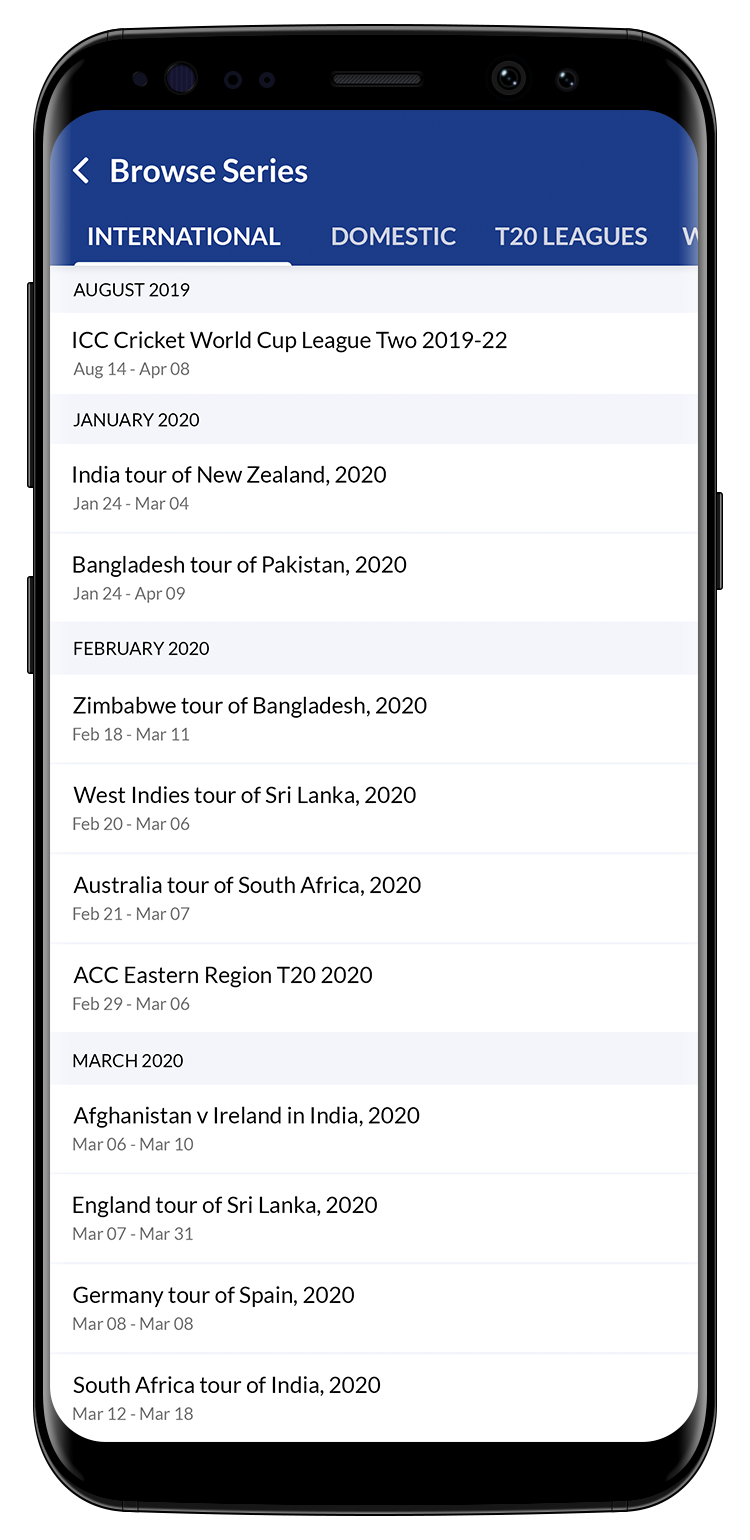 Browse Series
INTERNATIONAL DOMESTIC T20 LEAGUES
AUGUST 2019
ICC Cricket World Cup League Two 2019-22
Aug 14 - Apr 08
JANUARY 2020
India tour of New Zealand, 2020
Jan 24 - Mar 04
Bangladesh tour of Pakistan, 2020
Jan 24 - Apr 09
FEBRUARY 2020
Zimbabwe tour of Bangladesh, 2020
Feb 18 - Mar 11
West Indies tour of Sri Lanka, 2020
Feb 20 - Mar 06
Australia tour of South Africa, 2020
Feb 21 - Mar 07
ACC Eastern Region T20 2020
Feb 29 - Mar 06
MARCH 2020
Afghanistan v Ireland in India, 2020
Mar 06 - Mar 10
England tour of Sri Lanka, 2020
Mar 07 - Mar 31
Germany tour of Spain, 2020
Mar 08 - Mar 08
South Africa tour of India, 2020
Mar 12 - Mar 18